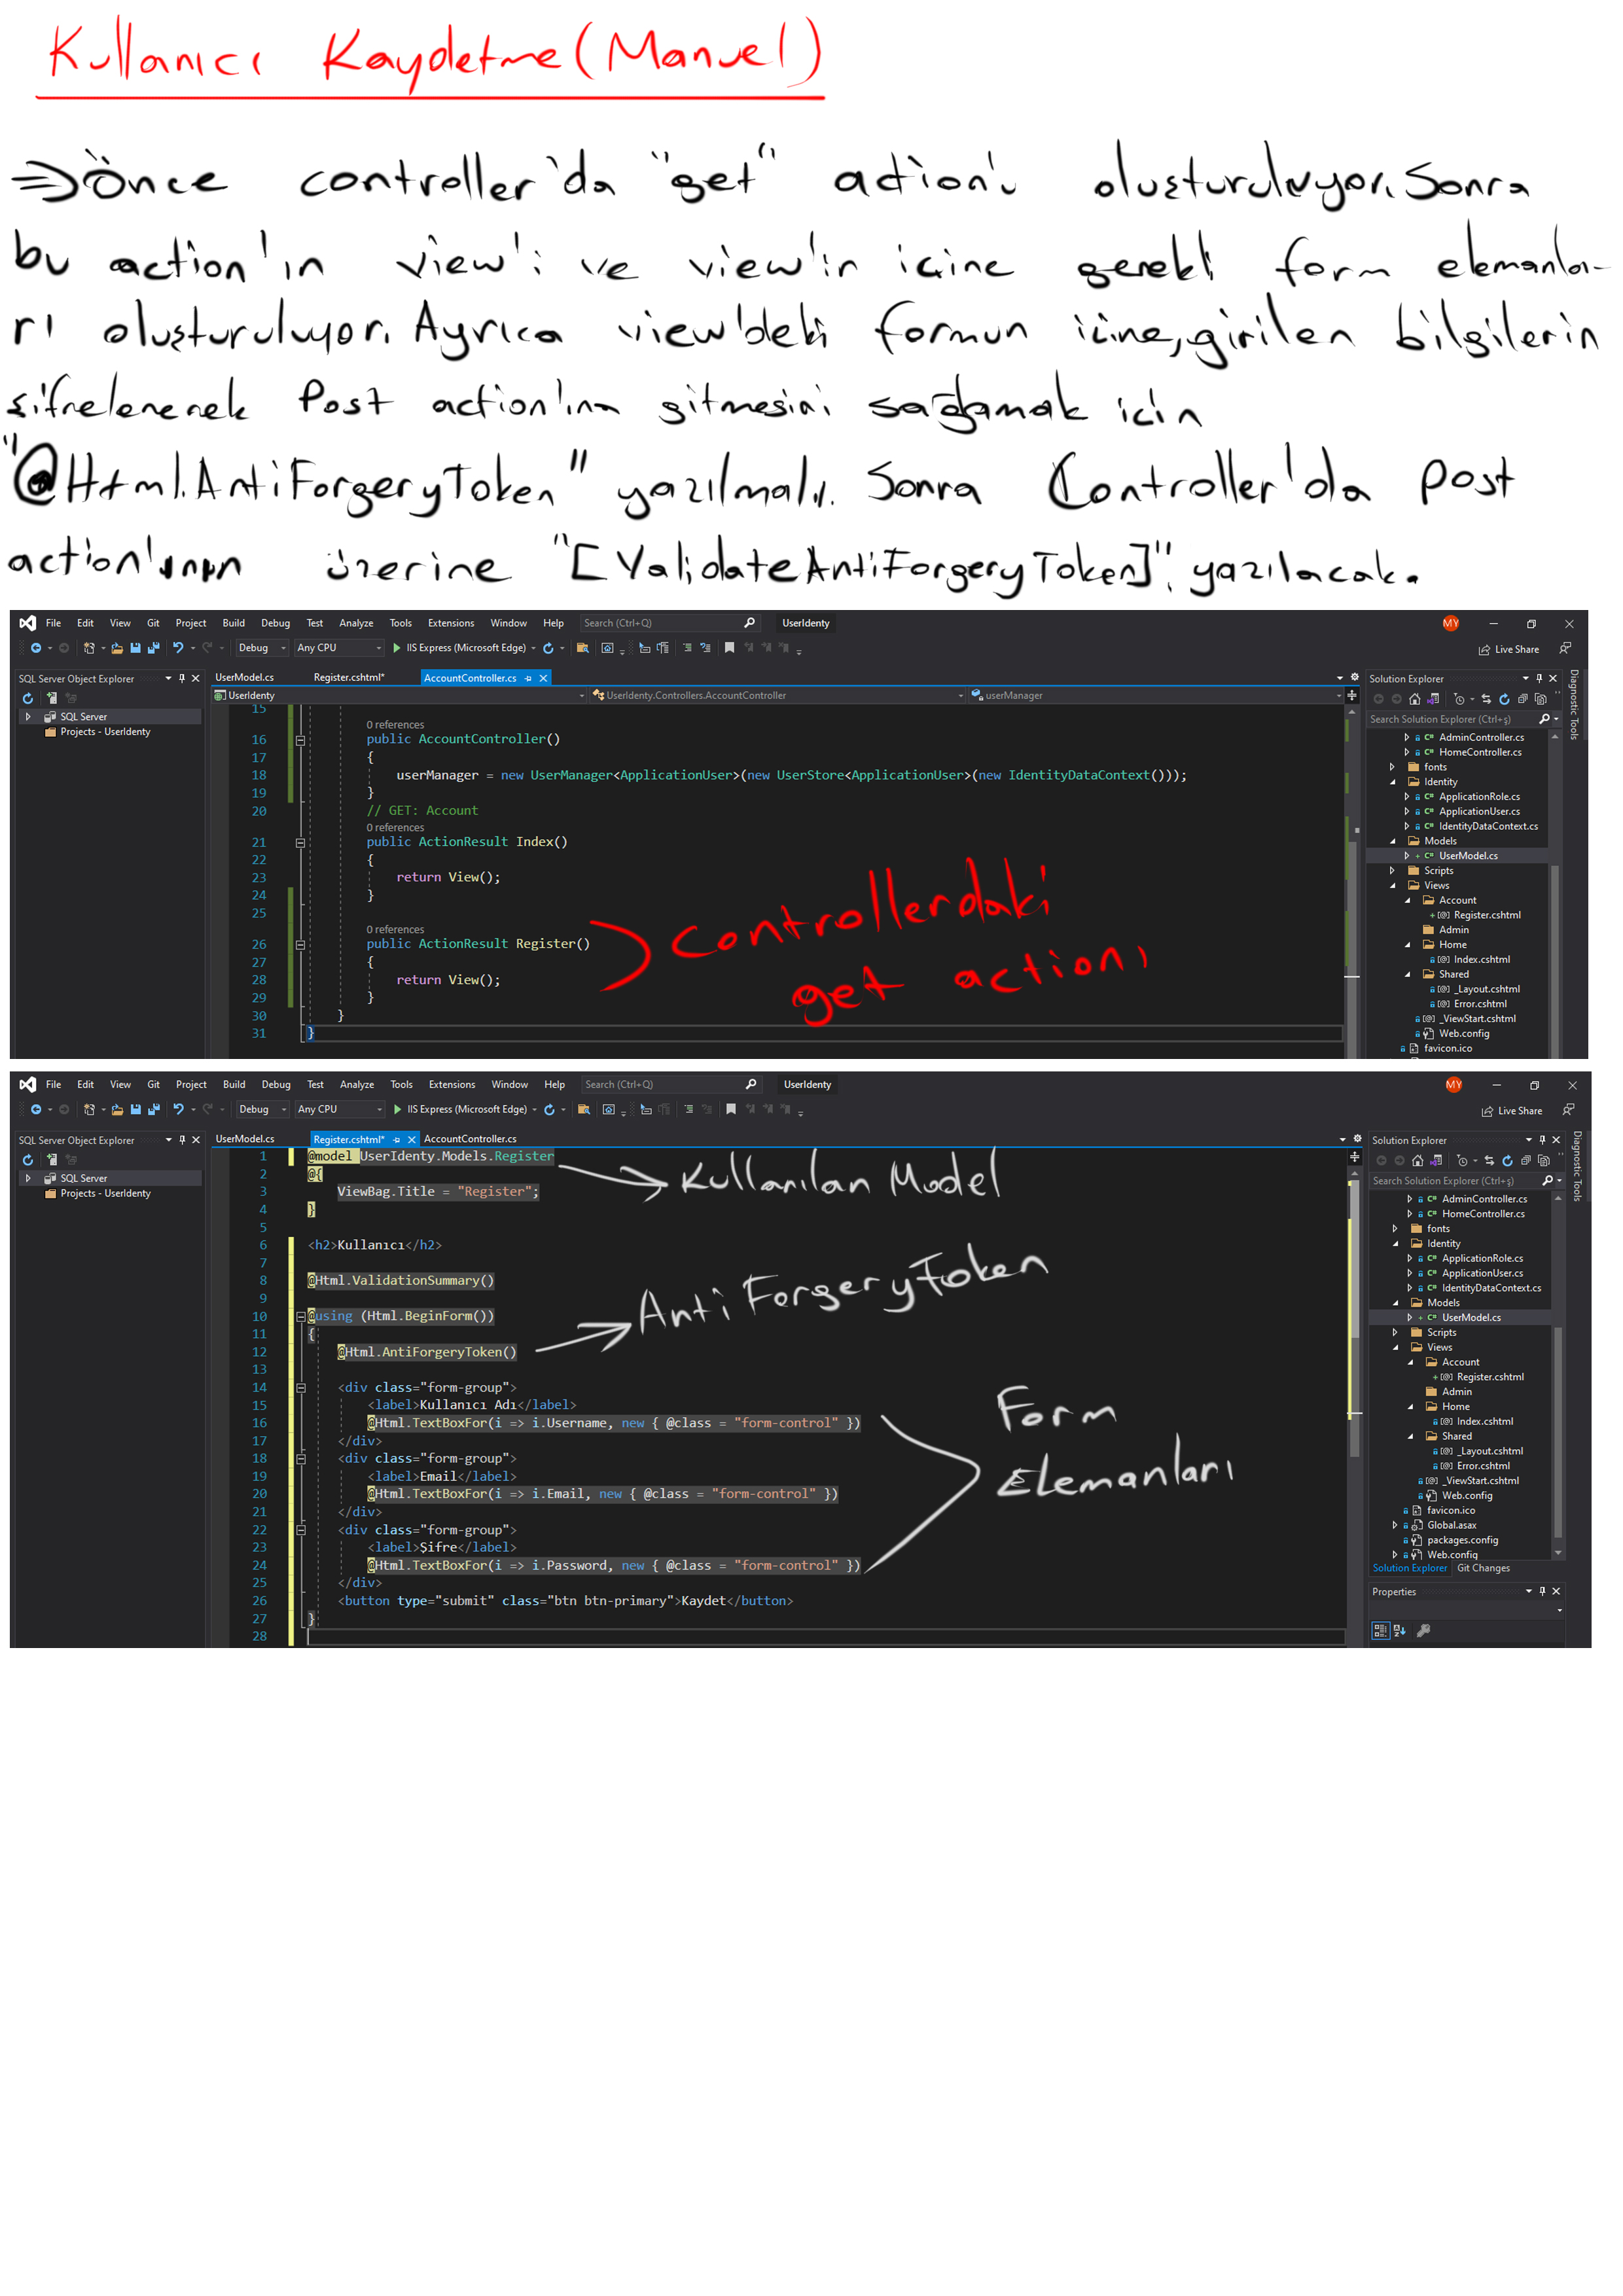 Kullanıcı Kaydetme(Manuel)
⇒Önce controller'da "get" action'ı oluşturuluyor. Sonra
bu action'ın view'i ve view'in içine gerekli form elemanla-
rı oluşturuluyor. Ayrıca view'deki formun içine, girilen bilgilerin
şifrelenerek Post action'ına gitmesini sağlamak için
"@Html.AntiForgeryToken" yazılmalı. Sonra Controller'da Post
action'ının üzerine "[ValidateAntiForgeryToken]" yazılacak.
File Edit View Git Project Build Debug Test Analyze Tools Extensions Window Help Search (Ctrl+Q) UserIdenty MY
Debug Any CPU IIS Express (Microsoft Edge) Live Share
SQL Server Object Explorer UserModel.cs Register.cshtml* AccountController.cs Solution Explorer
UserIdenty UserIdenty.Controllers.AccountController userManager
SQL Server
Projects - UserIdenty
Search Solution Explorer (Ctrl+ş)
Diagnostic Tools
15
0 references
16 public AccountController()
17 {
18 userManager = new UserManager<ApplicationUser>(new UserStore<ApplicationUser>(new IdentityDataContext()));
19 }
20 // GET: Account
0 references
21 public ActionResult Index()
22 {
23 return View();
24 }
25
0 references
26 public ActionResult Register()
27 {
28 return View();
29 }
30 }
31 }
Controllerdaki
get actionı
AdminController.cs
HomeController.cs
fonts
Identity
ApplicationRole.cs
ApplicationUser.cs
IdentityDataContext.cs
Models
UserModel.cs
Scripts
Views
Account
Register.cshtml
Admin
Home
Index.cshtml
Shared
_Layout.cshtml
Error.cshtml
_ViewStart.cshtml
Web.config
favicon.ico
File Edit View Git Project Build Debug Test Analyze Tools Extensions Window Help Search (Ctrl+Q) UserIdenty MY
Debug Any CPU IIS Express (Microsoft Edge) Live Share
SQL Server Object Explorer UserModel.cs Register.cshtml* AccountController.cs Solution Explorer
SQL Server
Projects - UserIdenty
Search Solution Explorer (Ctrl+ş)
Diagnostic Tools
1 @model UserIdenty.Models.Register
2 @{
3 ViewBag.Title = "Register";
4 }
5
6 <h2>Kullanıcı</h2>
7
8 @Html.ValidationSummary()
9
10 @using (Html.BeginForm())
11 {
12 @Html.AntiForgeryToken()
13
14 <div class="form-group">
15 <label>Kullanıcı Adı</label>
16 @Html.TextBoxFor(i => i.Username, new { @class = "form-control" })
17 </div>
18 <div class="form-group">
19 <label>Email</label>
20 @Html.TextBoxFor(i => i.Email, new { @class = "form-control" })
21 </div>
22 <div class="form-group">
23 <label>Şifre</label>
24 @Html.TextBoxFor(i => i.Password, new { @class = "form-control" })
25 </div>
26 <button type="submit" class="btn btn-primary">Kaydet</button>
27 }
28
Kullanılan Model
AntiForgeryToken
Form
Elemanları
AdminController.cs
HomeController.cs
fonts
Identity
ApplicationRole.cs
ApplicationUser.cs
IdentityDataContext.cs
Models
UserModel.cs
Scripts
Views
Account
Register.cshtml
Admin
Home
Index.cshtml
Shared
_Layout.cshtml
Error.cshtml
_ViewStart.cshtml
Web.config
favicon.ico
Global.asax
packages.config
Web.config
Solution Explorer Git Changes
Properties